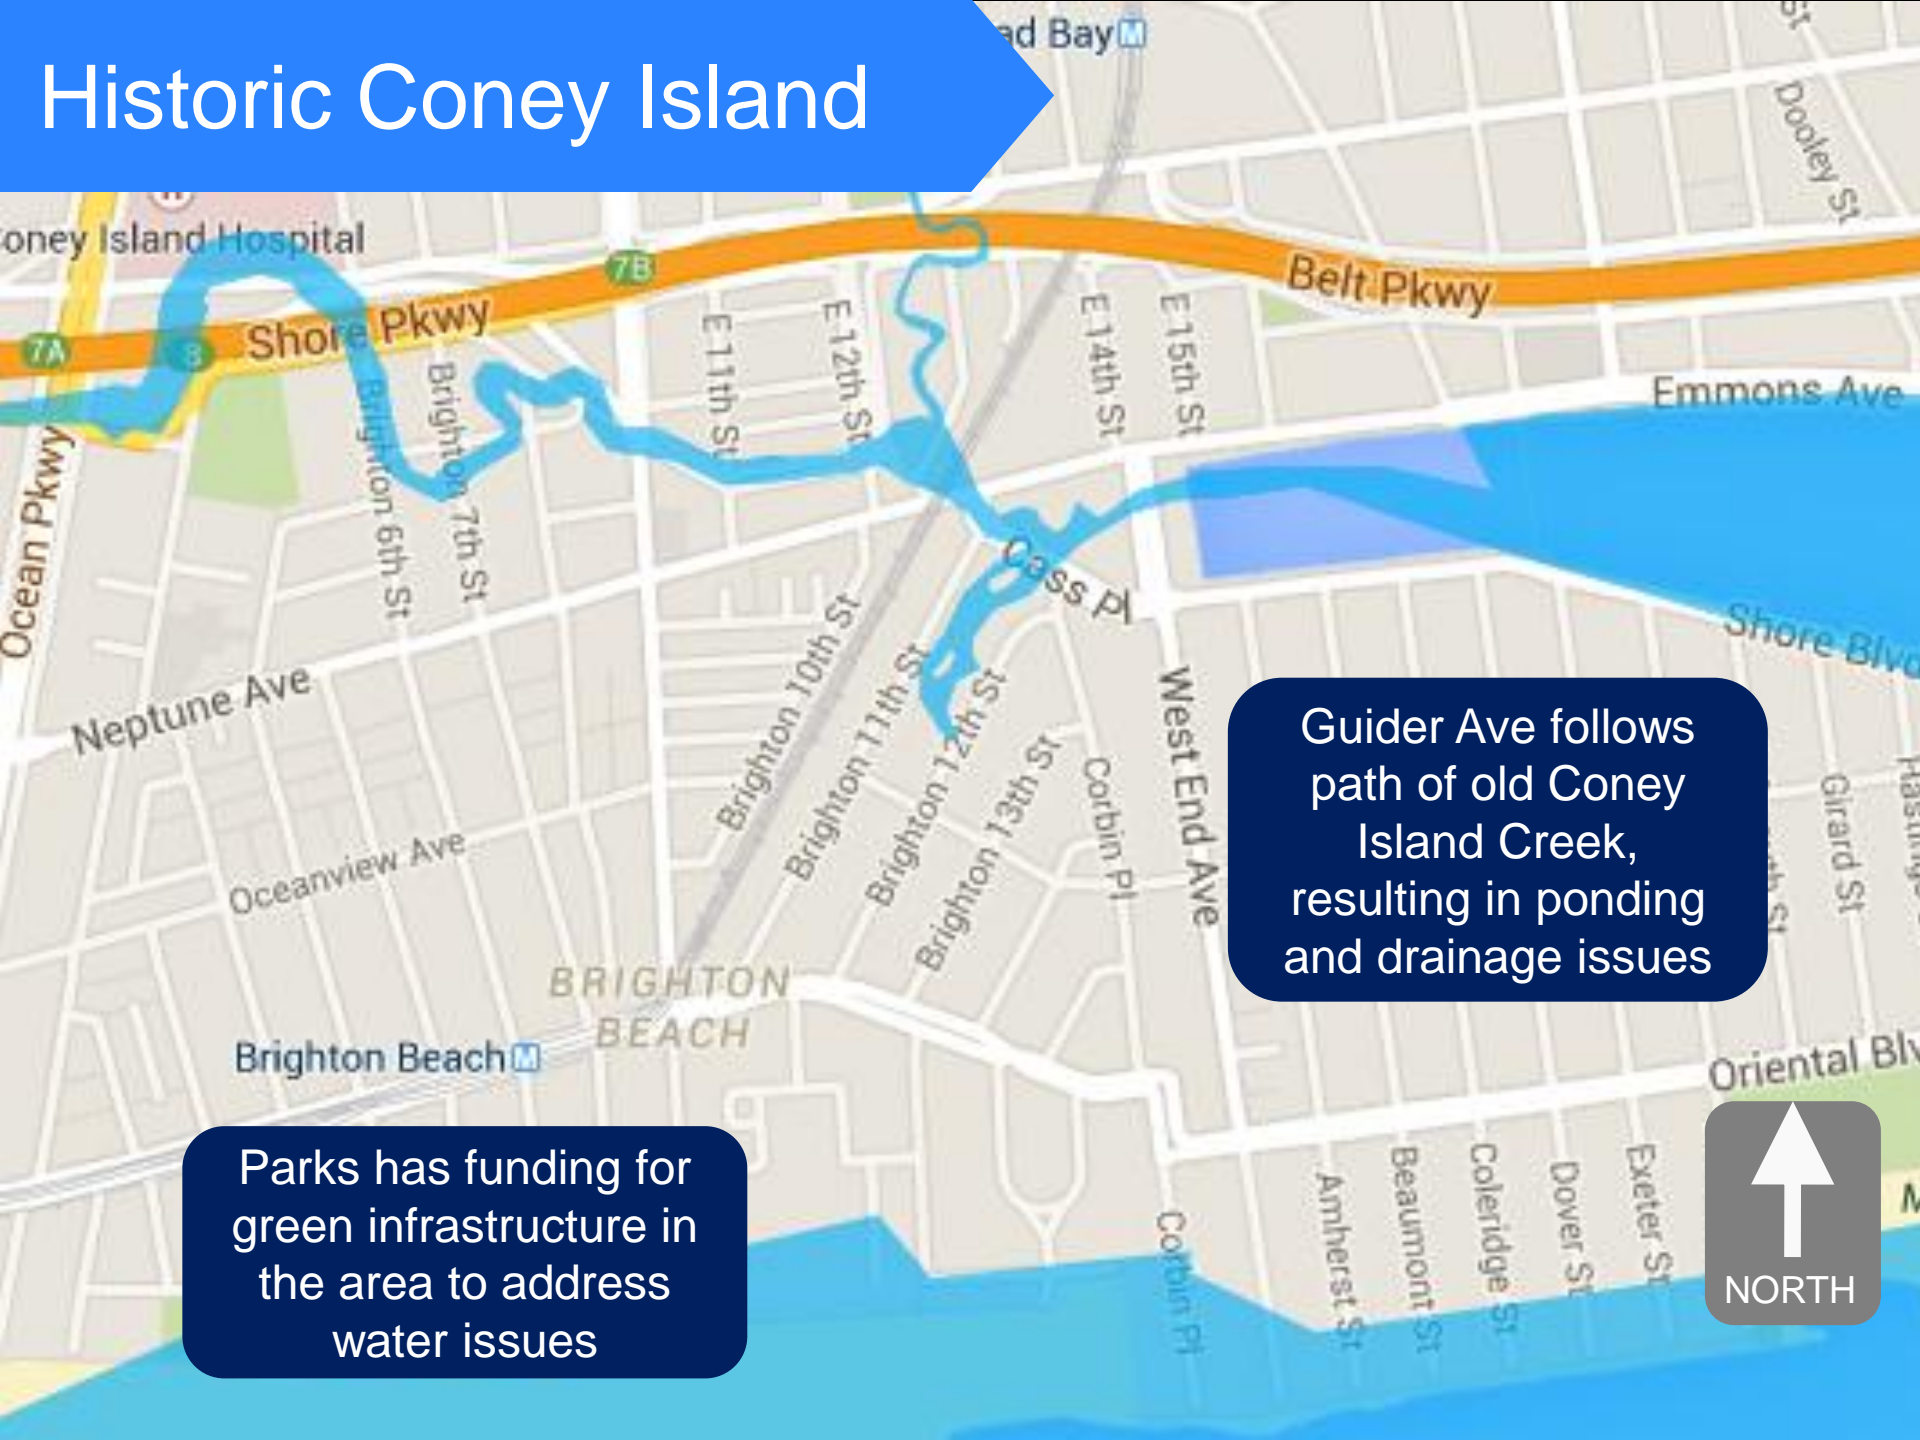 Historic Coney Island
ad Bay M
St
Dooley St
H
oney Island Hospital
7B
Belt Pkwy
Shore Pkwy
7A
3
E 11th St
E 12th St
E 14th St
E 15th St
Emmons Ave
Brighton 6th St
Brighton 7th St
Ocean Pkwy
Cass Pl
Shore Blvd
Neptune Ave
Brighton 10th St
Brighton 11th St
Brighton 12th St
Brighton 13th St
Corbin Pl
West End Ave
Guider Ave follows
path of old Coney
Island Creek,
resulting in ponding
and drainage issues
Girard St
Oceanview Ave
BRIGHTON
BEACH
Brighton Beach M
Oriental Blv
Parks has funding for
green infrastructure in
the area to address
water issues
Corbin Pl
Amherst St
Beaumont St
Coleridge St
Dover St
Exeter St
NORTH